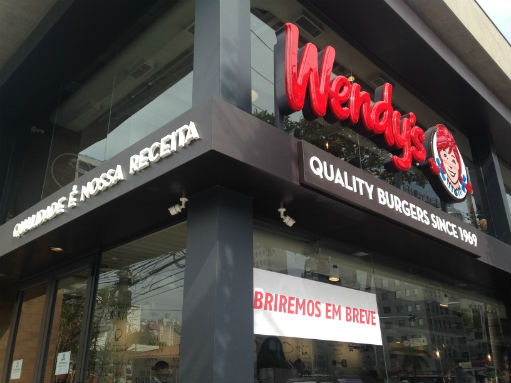 Wendy's
QUALITY BURGERS SINCE 1969
QUALIDADE É NOSSA RECEITA
BRIREMOS EM BREVE